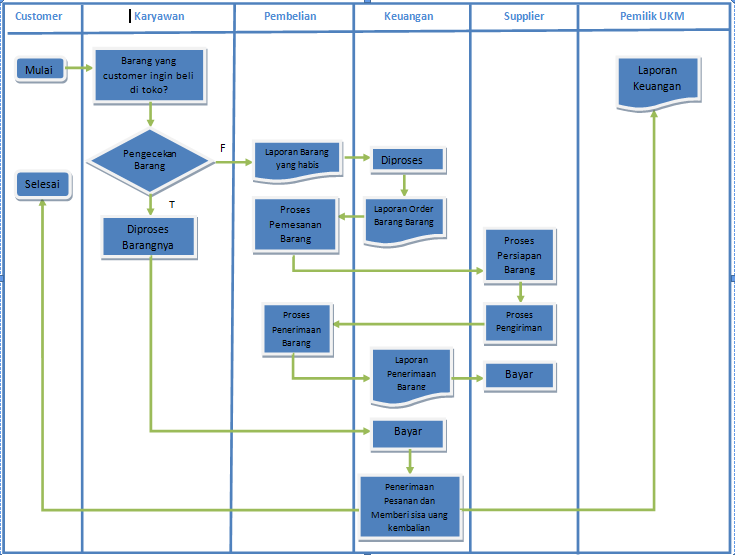 Customer
Karyawan
Pembelian
Keuangan
Supplier
Pemilik UKM
Mulai
Barang yang
customer ingin beli
di toko?
Laporan
Keuangan
Pengecekan
Barang
F
Laporan Barang
yang habis
Diproses
Selesai
T
Diproses
Barangnya
Proses
Pemesanan
Barang
Laporan Order
Barang Barang
Proses
Persiapan
Barang
Proses
Penerimaan
Barang
Proses
Pengiriman
Laporan
Penerimaan
Barang
Bayar
Bayar
Penerimaan
Pesanan dan
Memberi sisa uang
kembalian